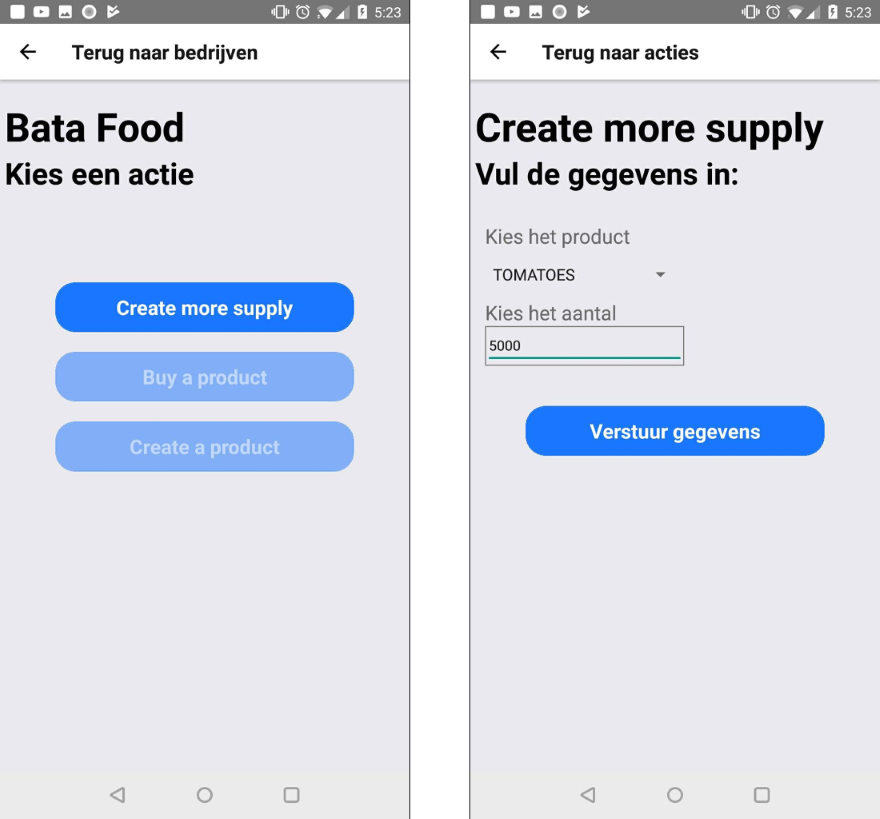 5:23
Terug naar bedrijven
Bata Food
Kies een actie
Create more supply
Buy a product
Create a product
5:23
Terug naar acties
Create more supply
Vul de gegevens in:
Kies het product
TOMATOES
Kies het aantal
5000
Verstuur gegevens